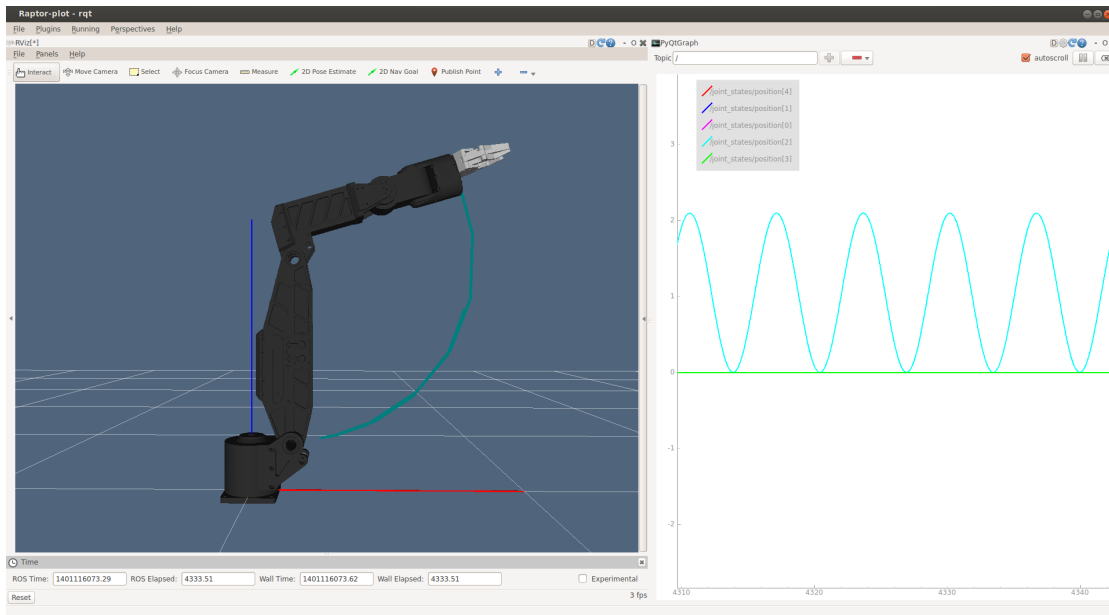 Raptor-plot - rqt
File Plugins Running Perspectives Help
RViz[*]
D - O
File Panels Help
Interact Move Camera Select Focus Camera Measure 2D Pose Estimate 2D Nav Goal Publish Point
Time
ROS Time: 1401116073.29 ROS Elapsed: 4333.51 Wall Time: 1401116073.62 Wall Elapsed: 4333.51 Experimental
Reset 3 fps
PyQtGraph
D - O
Topic / autoscroll
/joint_states/position[4]
/joint_states/position[1]
/joint_states/position[0]
/joint_states/position[2]
/joint_states/position[3]
3
2
1
0
-1
-2
4310 4320 4330 4340